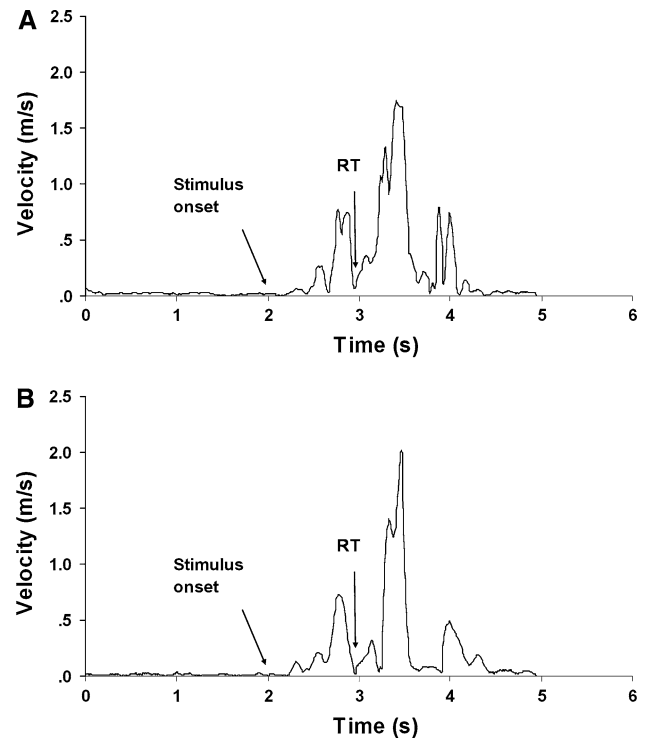 A
2.5
2.0
1.5
1.0
.5
.0
Velocity (m/s)
Stimulus
onset
RT
0 1 2 3 4 5 6
Time (s)
B
2.5
2.0
1.5
1.0
.5
.0
Velocity (m/s)
Stimulus
onset
RT
0 1 2 3 4 5 6
Time (s)